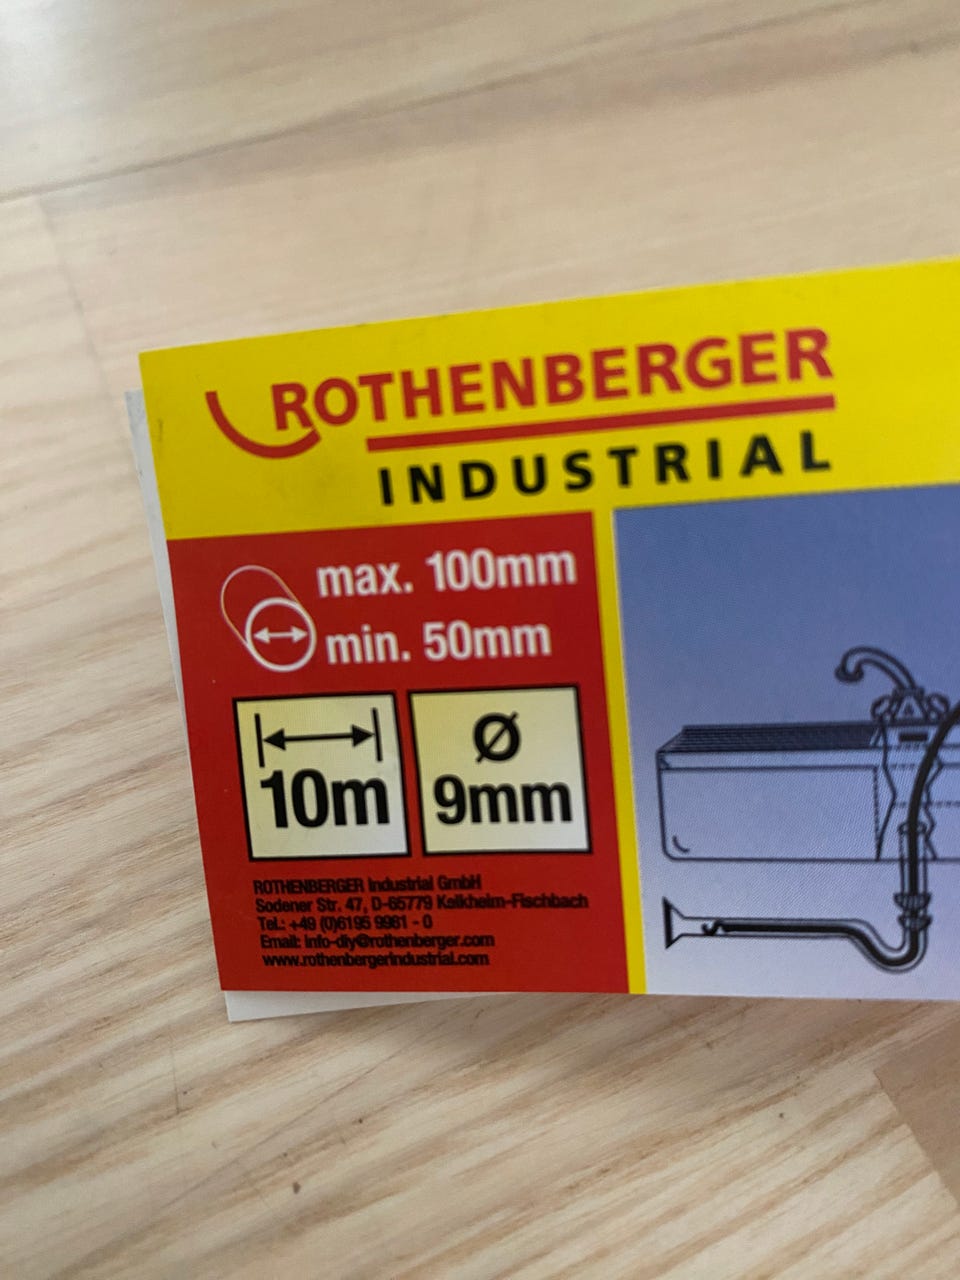 ROTHENBERGER
INDUSTRIAL
max. 100mm
min. 50mm
10m
Ø
9mm
ROTHENBERGER Industrial GmbH
Sodener Str. 47, D-65779 Kelkheim-Fischbach
Tel.: +49 (0)6195 9981 - 0
Email: info-diy@rothenberger.com
www.rothenbergerindustrial.com